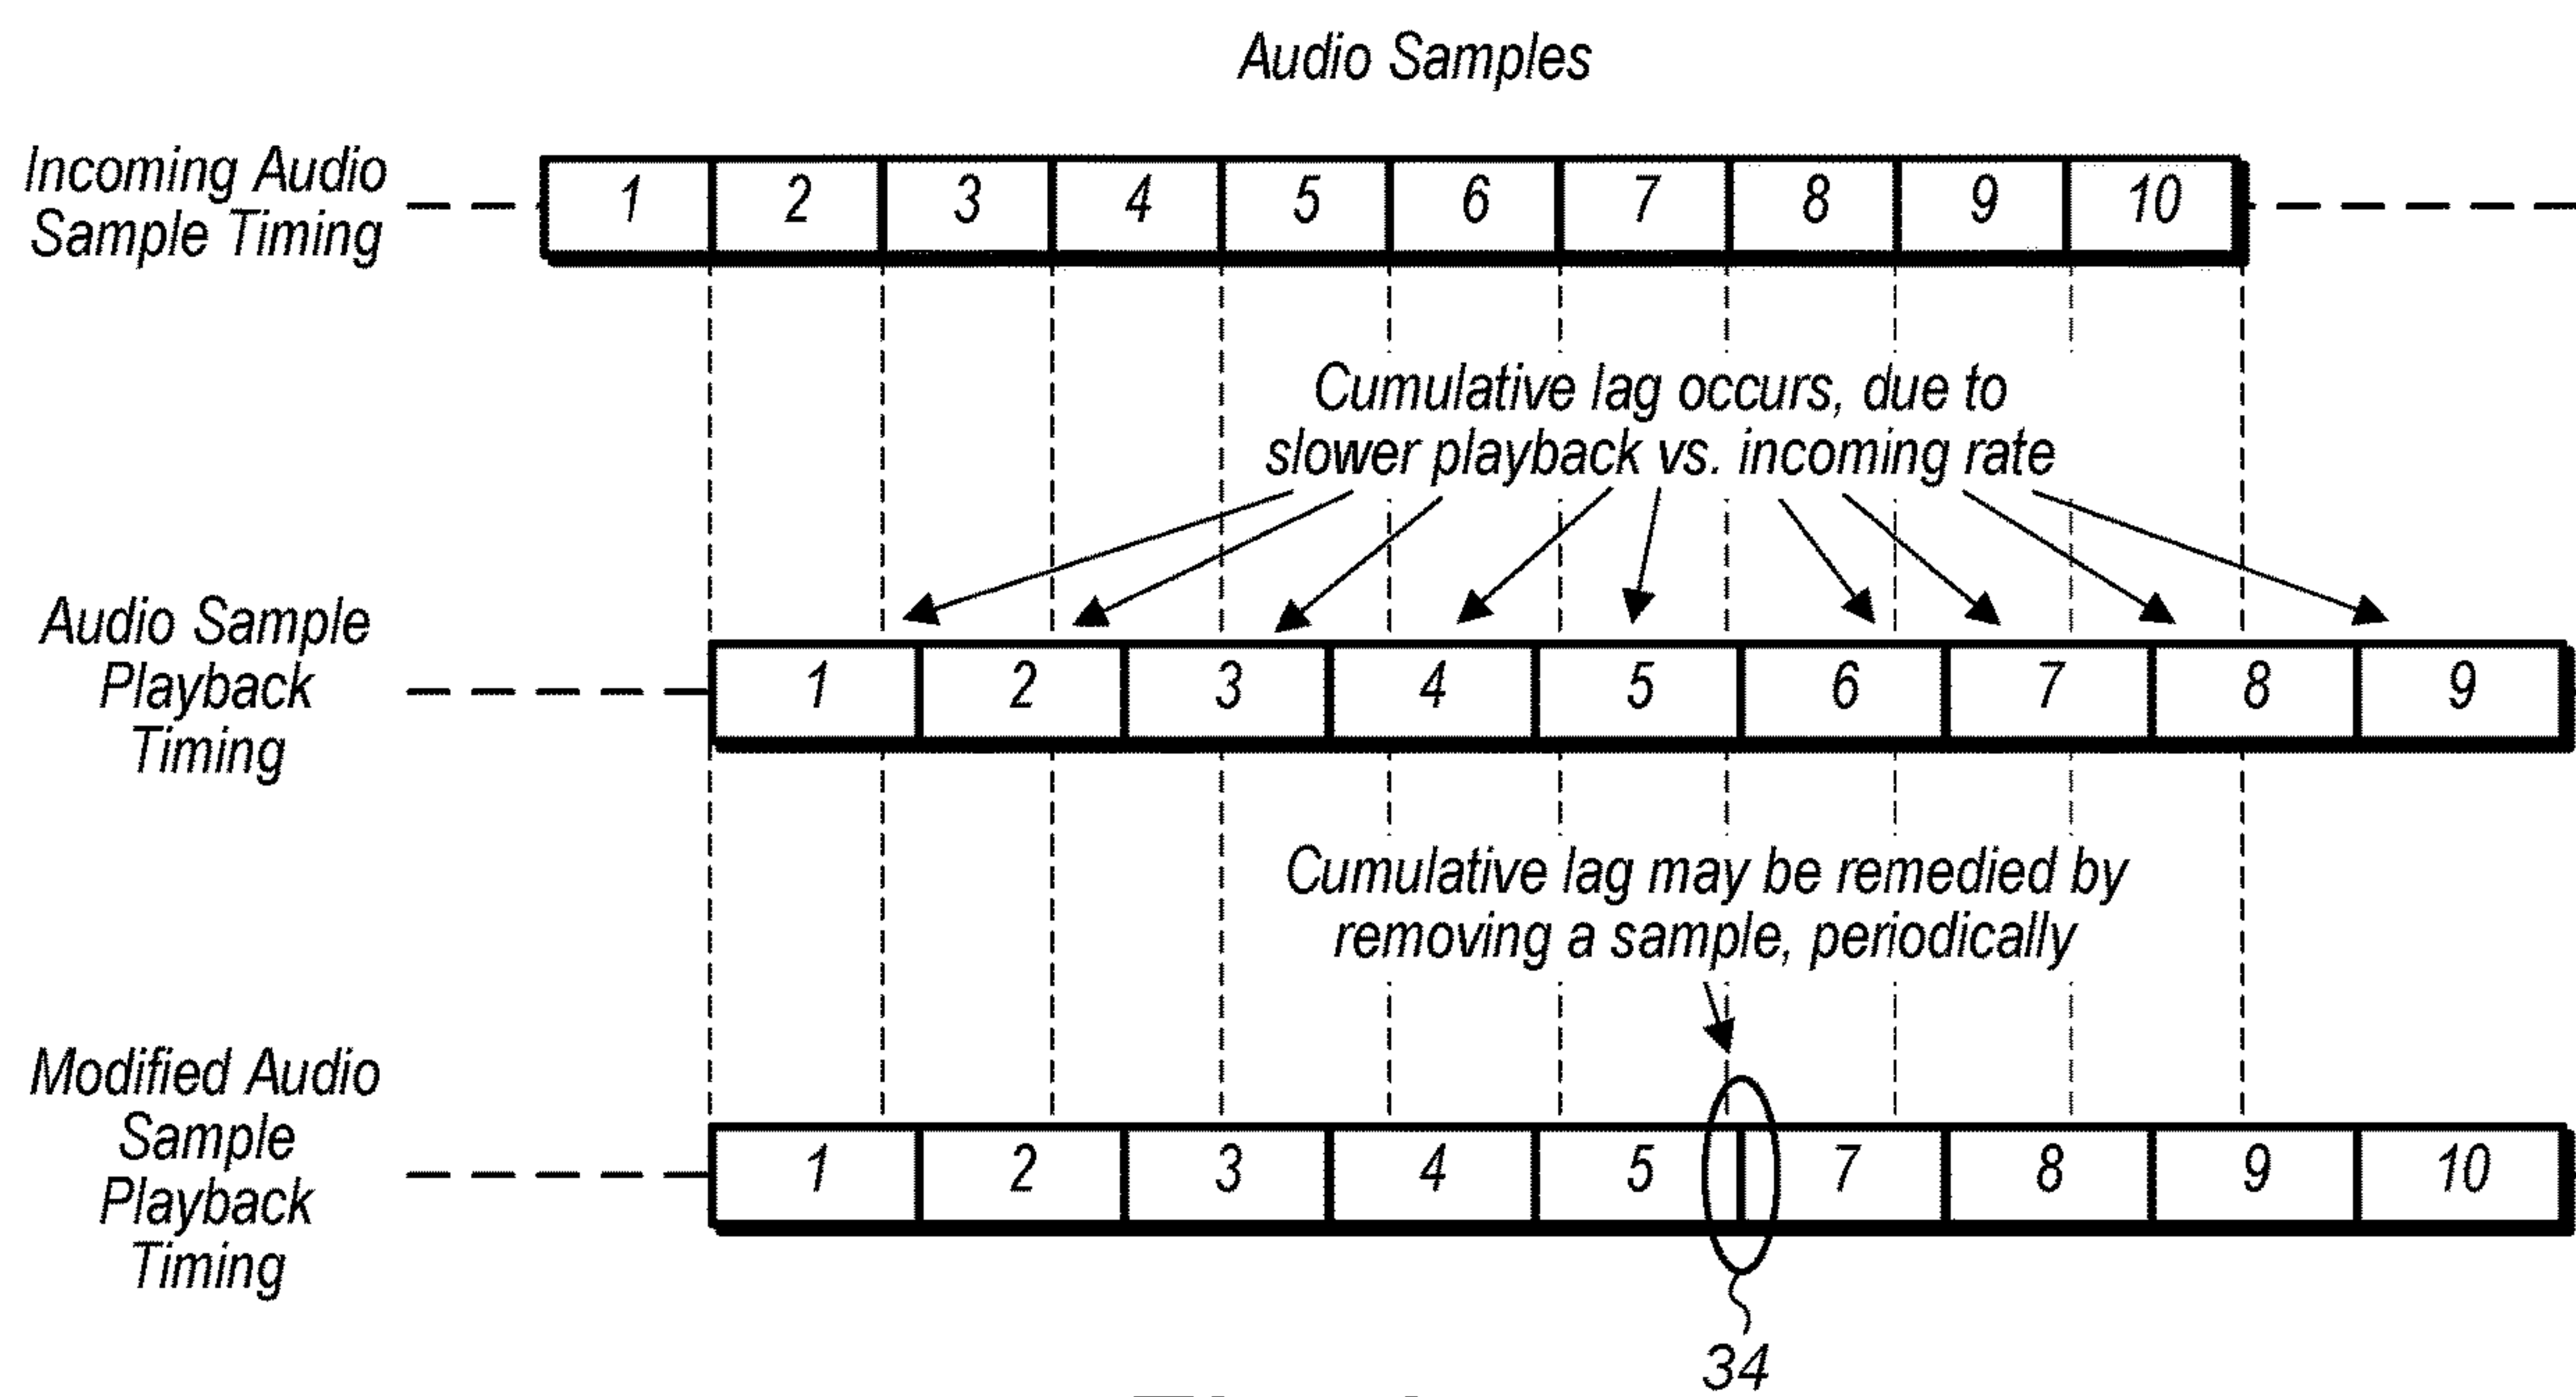 Audio Samples
Incoming Audio
Sample Timing
1 2 3 4 5 6 7 8 9 10
Cumulative lag occurs, due to
slower playback vs. incoming rate
Audio Sample
Playback
Timing
1 2 3 4 5 6 7 8 9
Cumulative lag may be remedied by
removing a sample, periodically
Modified Audio
Sample
Playback
Timing
1 2 3 4 5 7 8 9 10
34